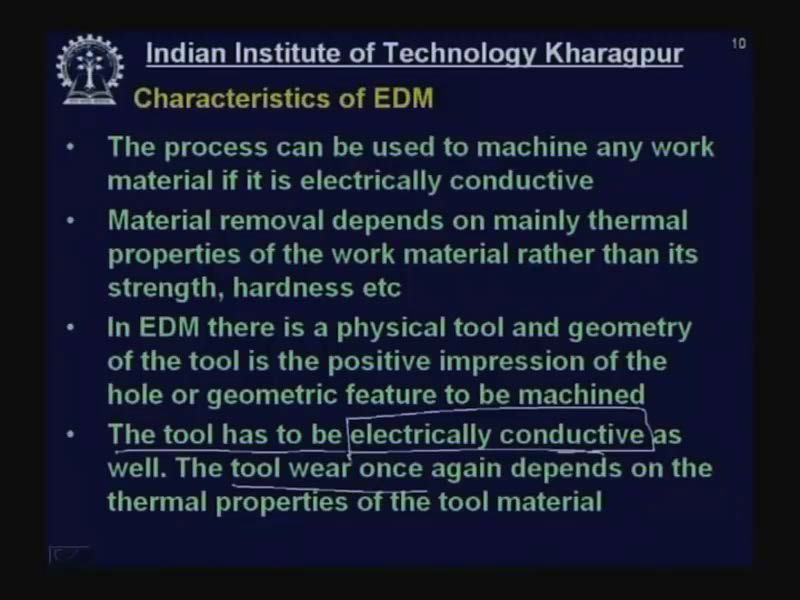 10
Indian Institute of Technology Kharagpur
Characteristics of EDM
• The process can be used to machine any work
material if it is electrically conductive
• Material removal depends on mainly thermal
properties of the work material rather than its
strength, hardness etc
• In EDM there is a physical tool and geometry
of the tool is the positive impression of the
hole or geometric feature to be machined
• The tool has to be electrically conductive as
well. The tool wear once again depends on the
thermal properties of the tool material